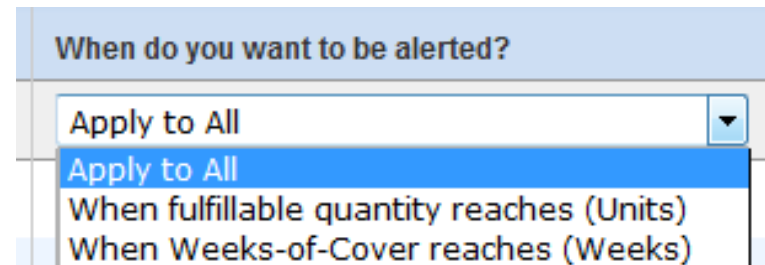 When do you want to be alerted?
Apply to All
Apply to All
When fulfillable quantity reaches (Units)
When Weeks-of-Cover reaches (Weeks)